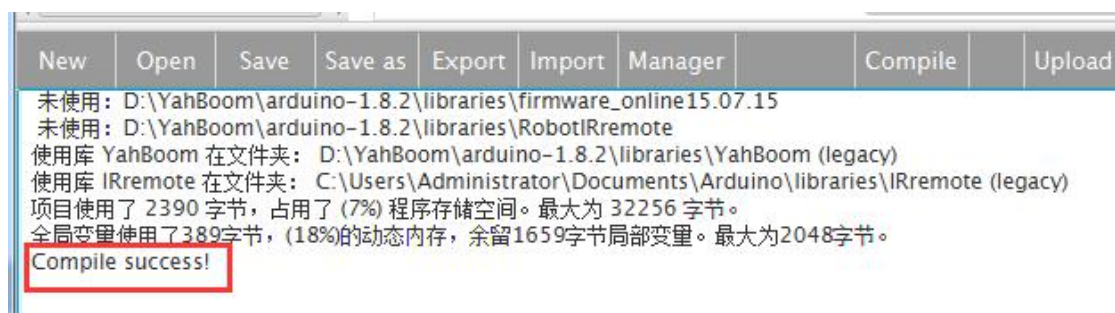 New Open Save Save as Export Import Manager Compile Upload
未使用: D:\YahBoom\arduino-1.8.2\libraries\firmware_online15.07.15
未使用: D:\YahBoom\arduino-1.8.2\libraries\RobotIRremote
使用库 YahBoom 在文件夹: D:\YahBoom\arduino-1.8.2\libraries\YahBoom (legacy)
使用库 IRremote 在文件夹: C:\Users\Administrator\Documents\Arduino\libraries\IRremote (legacy)
项目使用了 2390 字节，占用了 (7%) 程序存储空间。最大为 32256 字节。
全局变量使用了389字节，(18%)的动态内存，余留1659字节局部变量。最大为2048字节。
Compile success!